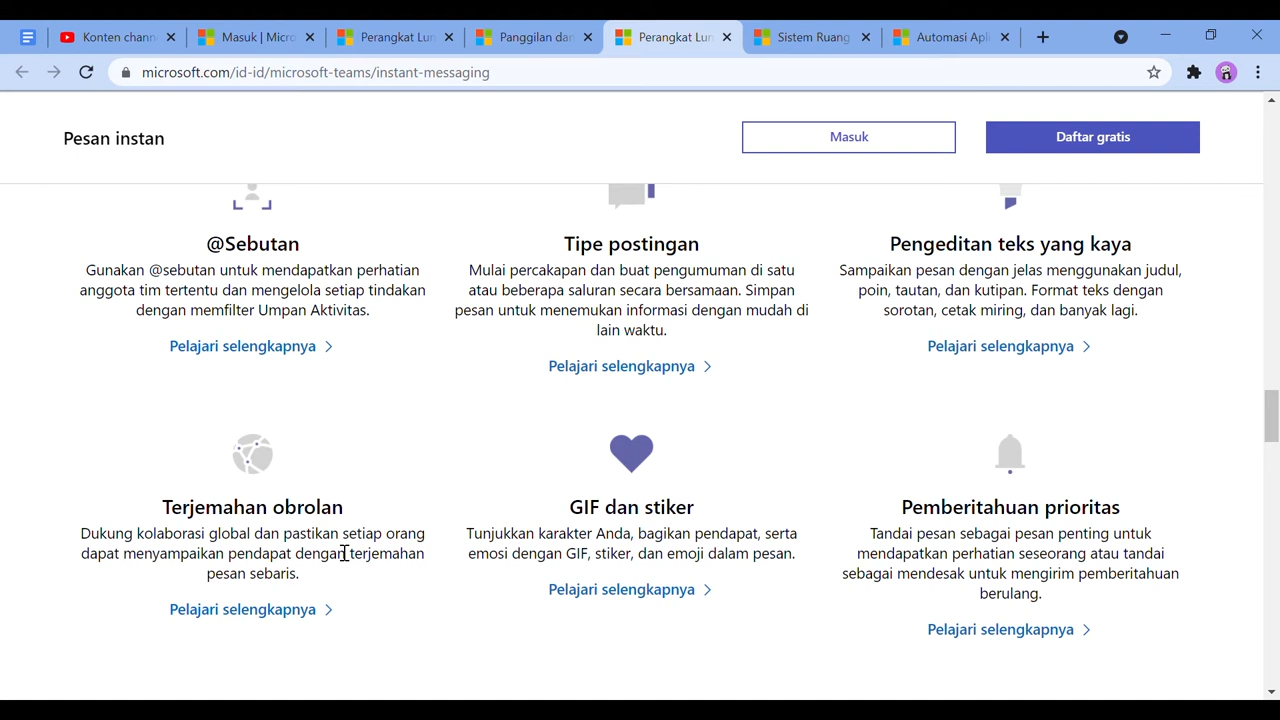 Konten chann
Masuk | Micro
Perangkat Lun
Panggilan dan
Perangkat Lun
Sistem Ruang
Automasi Apl
microsoft.com/id-id/microsoft-teams/instant-messaging
Pesan instan
Masuk
Daftar gratis
@Sebutan
Gunakan @sebutan untuk mendapatkan perhatian
anggota tim tertentu dan mengelola setiap tindakan
dengan memfilter Umpan Aktivitas.
Pelajari selengkapnya
Tipe postingan
Mulai percakapan dan buat pengumuman di satu
atau beberapa saluran secara bersamaan. Simpan
pesan untuk menemukan informasi dengan mudah di
lain waktu.
Pelajari selengkapnya
Pengeditan teks yang kaya
Sampaikan pesan dengan jelas menggunakan judul,
poin, tautan, dan kutipan. Format teks dengan
sorotan, cetak miring, dan banyak lagi.
Pelajari selengkapnya
Terjemahan obrolan
Dukung kolaborasi global dan pastikan setiap orang
dapat menyampaikan pendapat dengan terjemahan
pesan sebaris.
Pelajari selengkapnya
GIF dan stiker
Tunjukkan karakter Anda, bagikan pendapat, serta
emosi dengan GIF, stiker, dan emoji dalam pesan.
Pelajari selengkapnya
Pemberitahuan prioritas
Tandai pesan sebagai pesan penting untuk
mendapatkan perhatian seseorang atau tandai
sebagai mendesak untuk mengirim pemberitahuan
berulang.
Pelajari selengkapnya